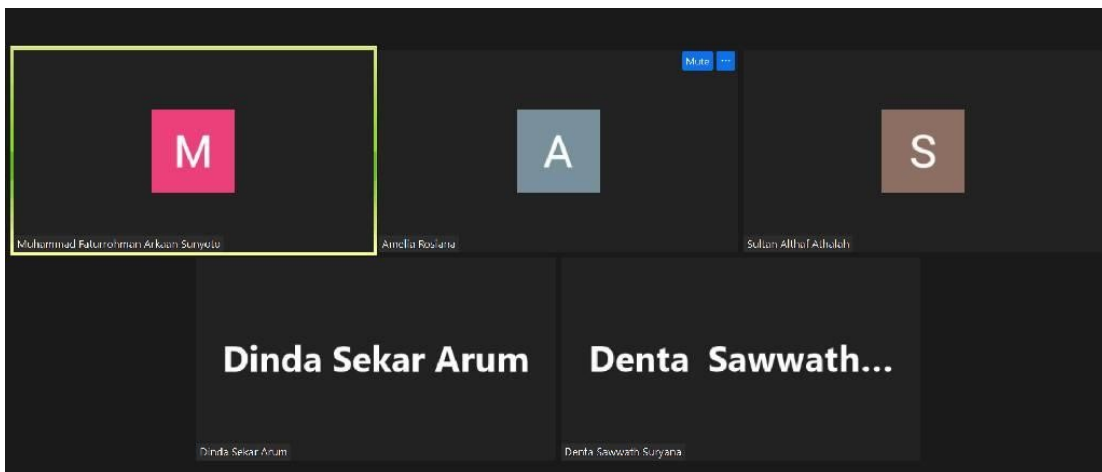 Mute ...
M
A
S
Muhammad Faturrohman Arkaan Sunyoto
Amelia Rosiana
Sultan Althaf Athalah
Dinda Sekar Arum
Denta Sawwath...
Dinda Sekar Arum
Denta Sawwath Suryana